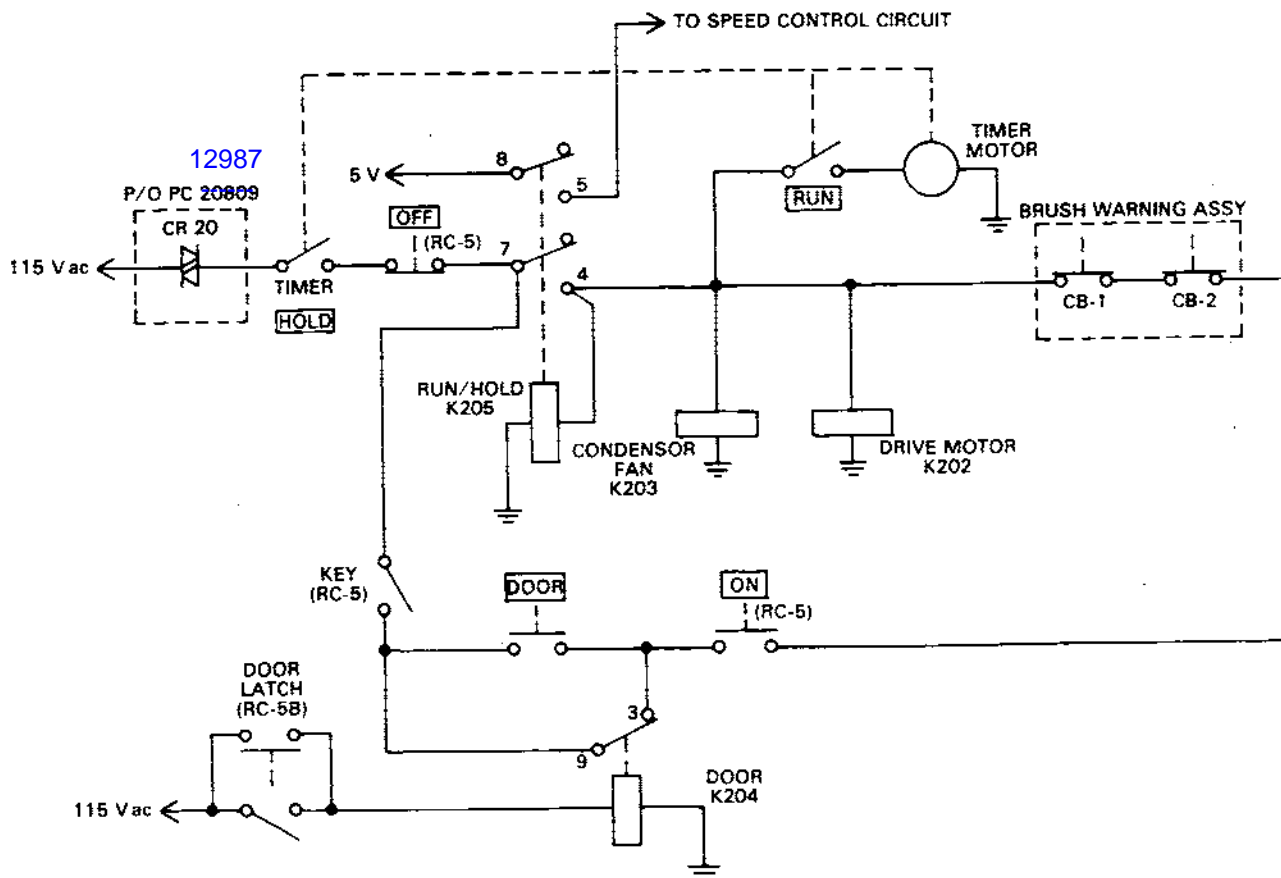 TO SPEED CONTROL CIRCUIT
12987
P/O PC 20809
CR 20
115 Vac
TIMER
HOLD
OFF
(RC-5)
5 V
8
5
7
4
RUN
TIMER
MOTOR
BRUSH WARNING ASSY
CB-1
CB-2
RUN/HOLD
K205
CONDENSOR
FAN
K203
DRIVE MOTOR
K202
KEY
(RC-5)
DOOR
ON
(RC-5)
DOOR
LATCH
(RC-5B)
3
9
115 Vac
DOOR
K204